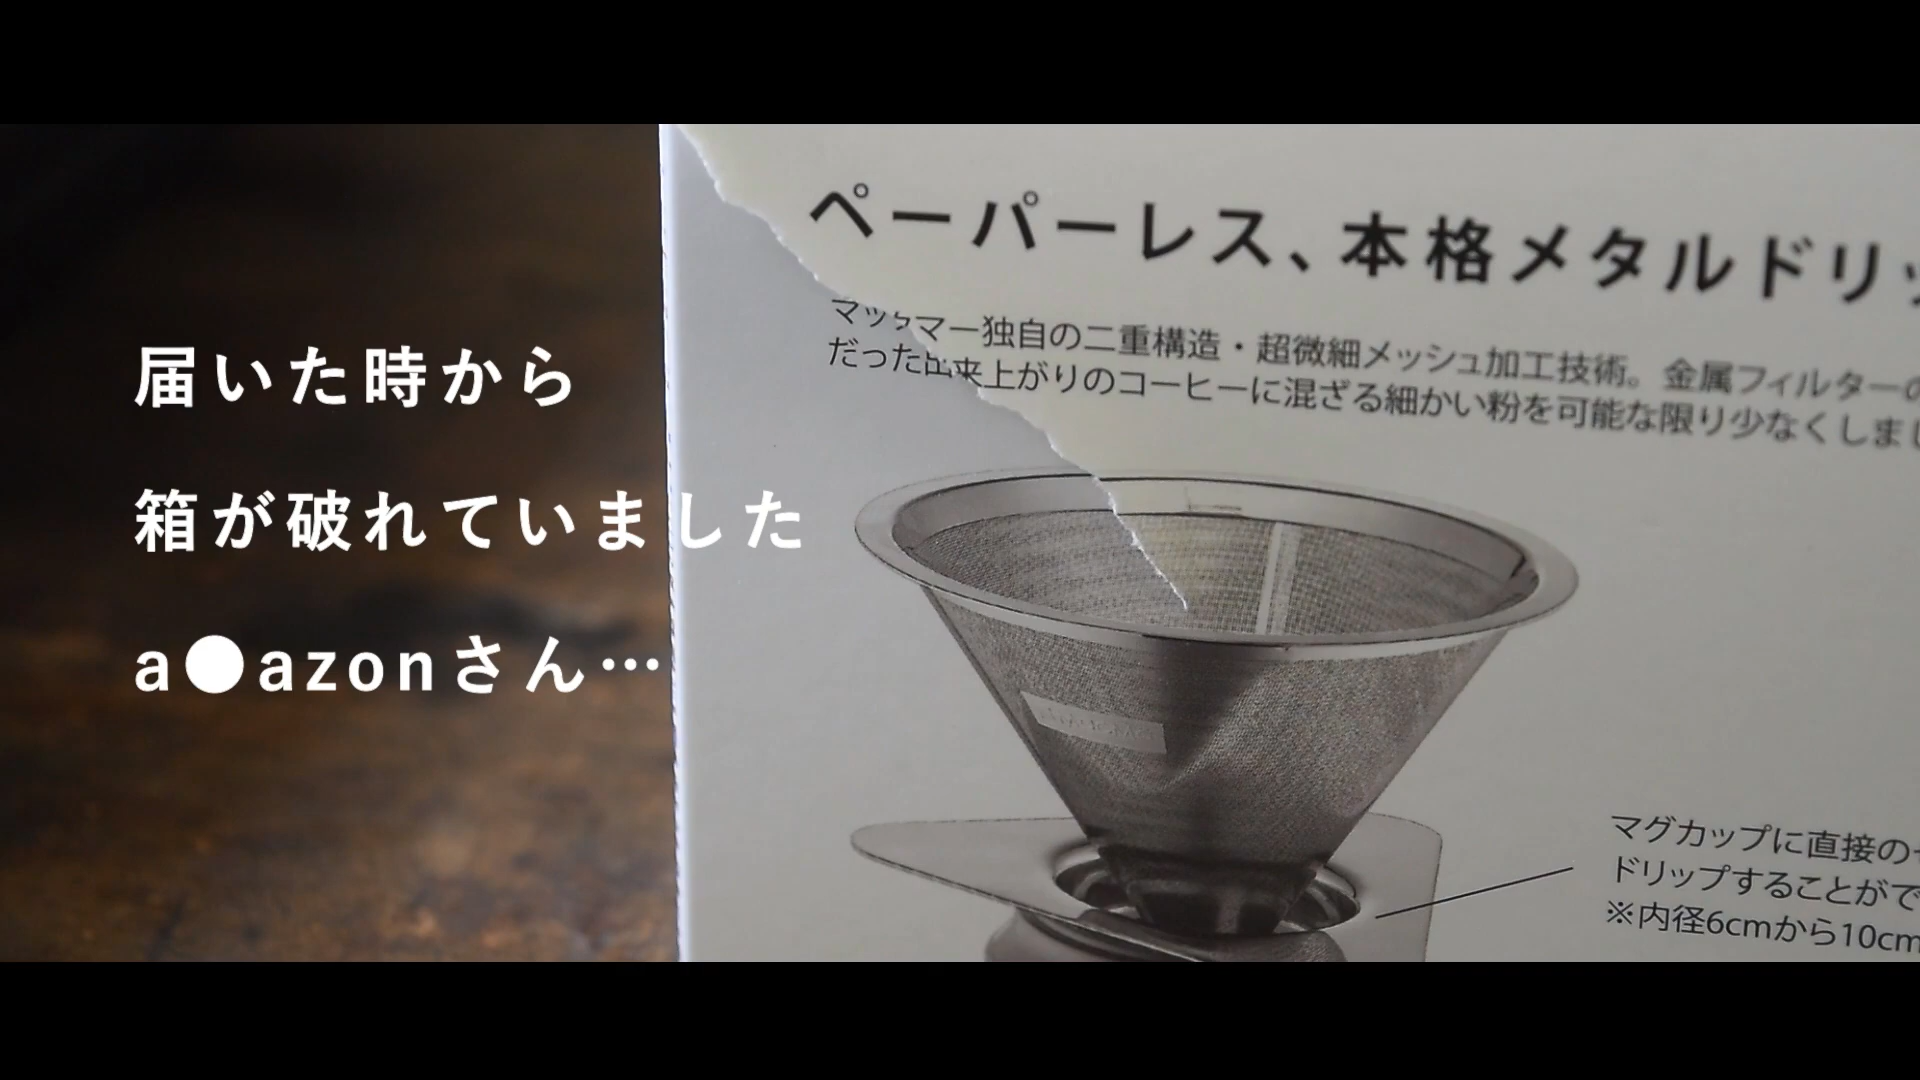 届いた時から
箱が破れていました
a●azonさん…
ペーパーレス、本格メタルドリッ
マックマー独自の二重構造・超微細メッシュ加工技術。金属フィルターの
だった出来上がりのコーヒーに混ざる細かい粉を可能な限り少なくしまし
マグカップに直接の
ドリップすることがで
※内径6cmから10cm